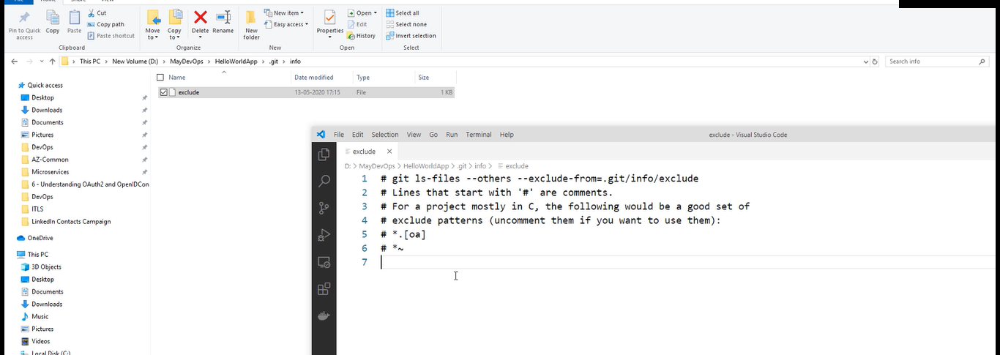 File Home Share View
Pin to Quick access
Copy
Paste
Cut
Copy path
Paste shortcut
Clipboard
Move to
Copy to
Delete
Rename
Organize
New folder
New item
Easy access
New
Properties
Open
Edit
History
Open
Select all
Select none
Invert selection
Select
This PC > New Volume (D:) > MayDevOps > HelloWorldApp > .git > info
Search info
Name Date modified Type Size
exclude 13-05-2020 17:15 File 1 KB
Quick access
Desktop
Downloads
Documents
Pictures
DevOps
AZ-Common
Microservices
6 - Understanding OAuth2 and OpenIDCon
DevOps
ITLS
LinkedIn Contacts Campaign
OneDrive
This PC
3D Objects
Desktop
Documents
Downloads
Music
Pictures
Videos
Local Disk (C:)
File Edit Selection View Go Run Terminal Help exclude - Visual Studio Code
exclude
D: > MayDevOps > HelloWorldApp > .git > info > exclude
1 # git ls-files --others --exclude-from=.git/info/exclude
2 # Lines that start with '#' are comments.
3 # For a project mostly in C, the following would be a good set of
4 # exclude patterns (uncomment them if you want to use them):
5 # *.[oa]
6 # *~
7